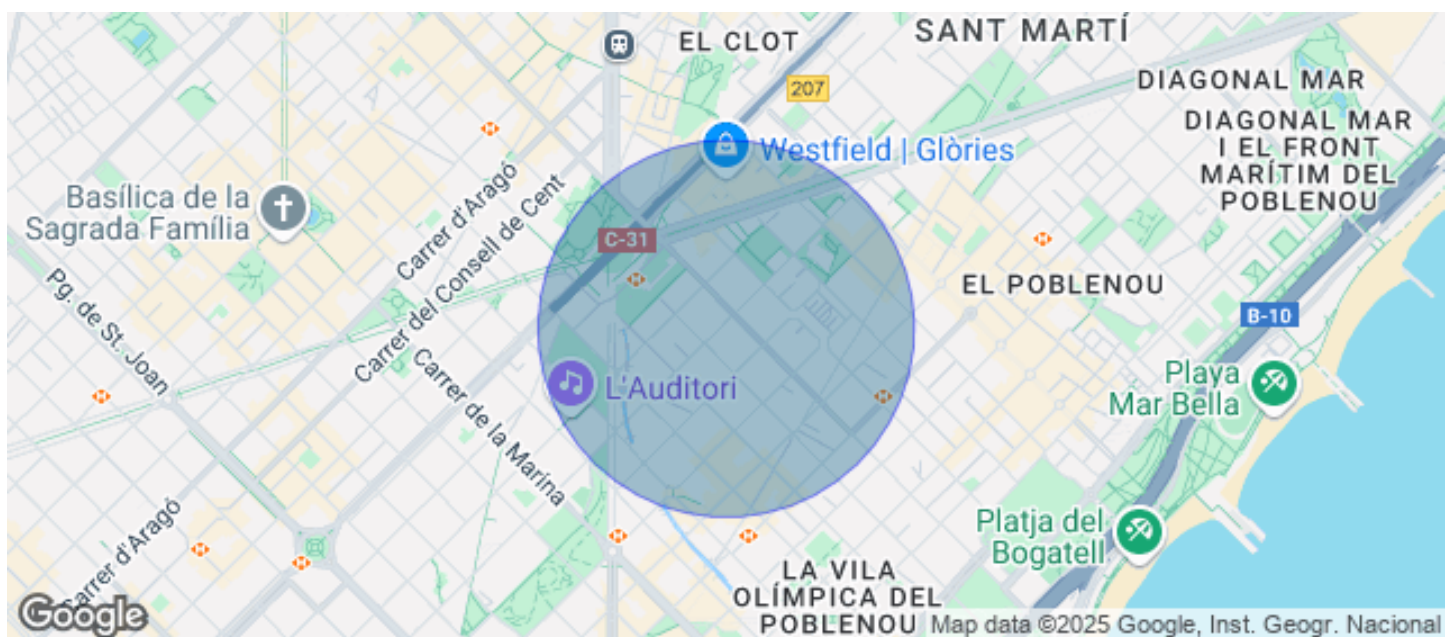 EL CLOT
SANT MARTÍ
207
DIAGONAL MAR
DIAGONAL MAR
I EL FRONT
MARÍTIM DEL
POBLENOU
Westfield | Glòries
Basílica de la
Sagrada Família
Carrer d'Aragó
Carrer del Consell de Cent
C-31
EL POBLENOU
B-10
Pg. de St. Joan
L'Auditori
Playa
Mar Bella
Carrer de la Marina
Carrer d'Aragó
Platja del
Bogatell
LA VILA
OLÍMPICA DEL
POBLENOU
Google
Map data ©2025 Google, Inst. Geogr. Nacional